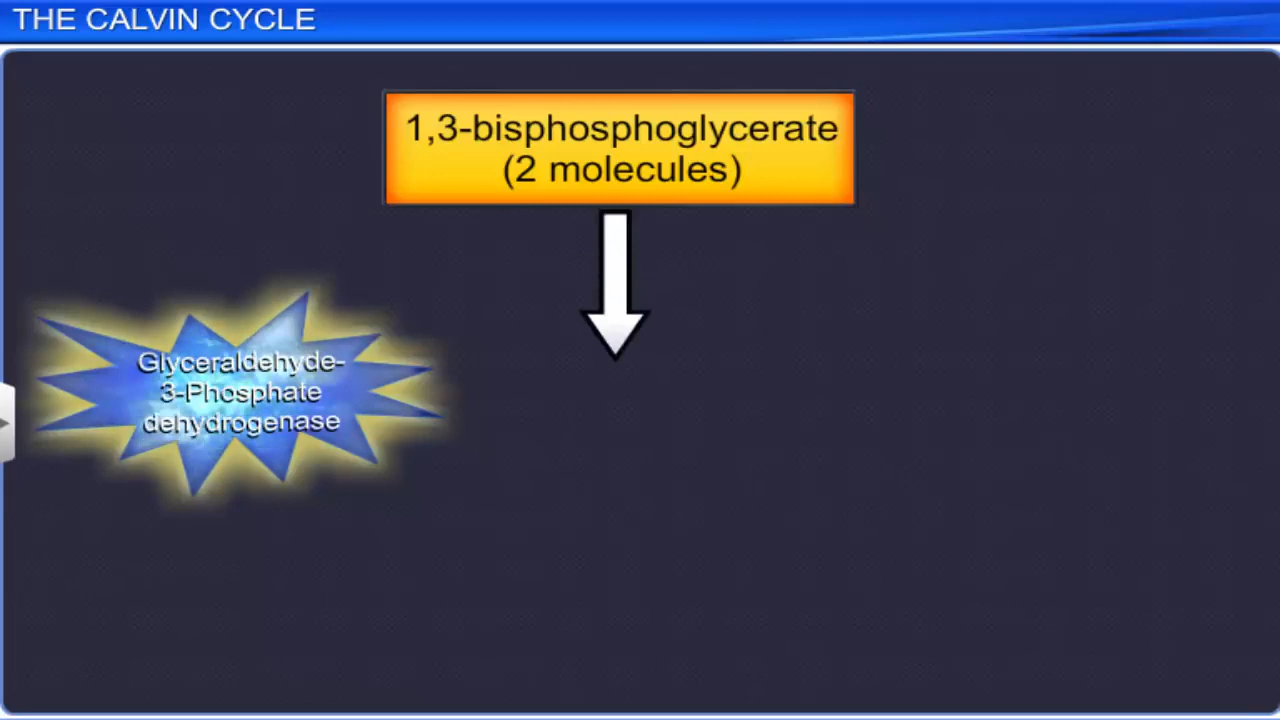 THE CALVIN CYCLE
1,3-bisphosphoglycerate
(2 molecules)
Glyceraldehyde-
3-Phosphate
dehydrogenase